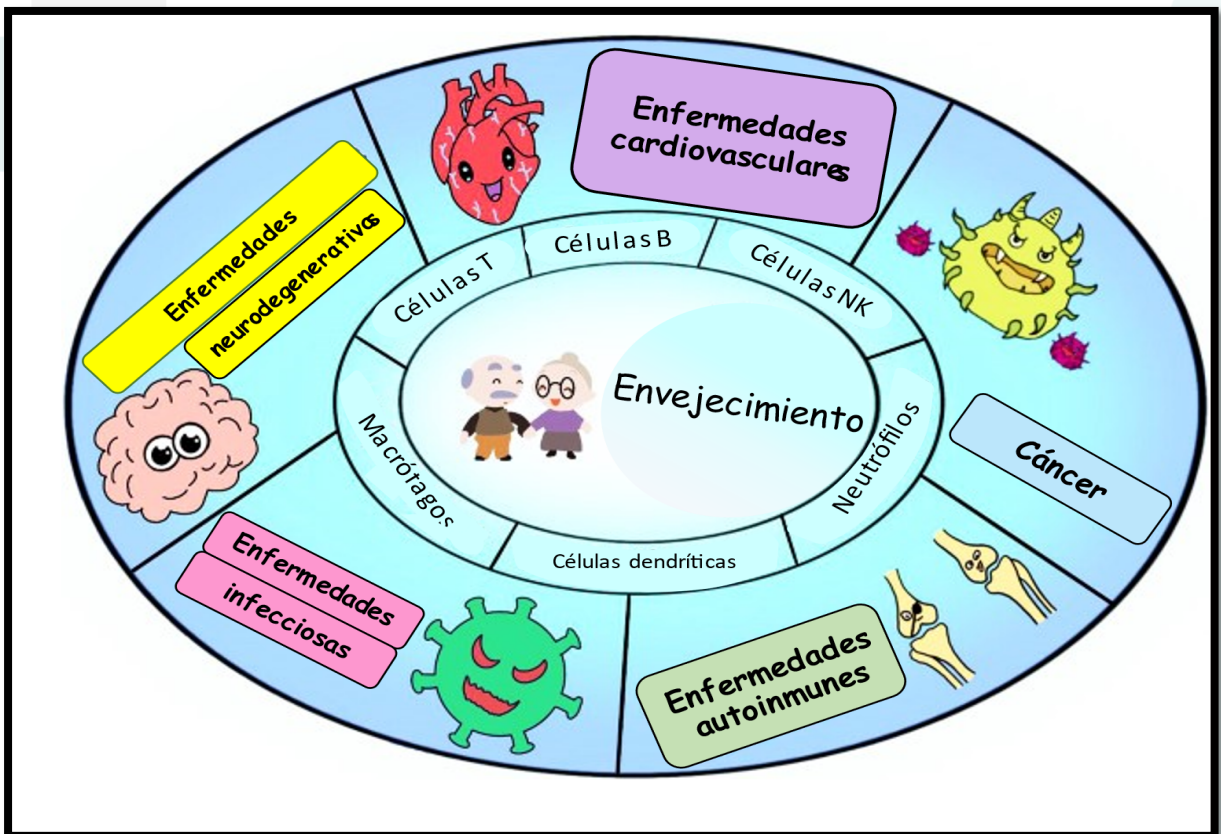 Enfermedades
cardiovasculares
Enfermedades
neurodegenerativas
Células T
Células B
Células NK
Envejecimiento
Macrófagos
Neutrófilos
Cáncer
Células dendríticas
Enfermedades
infecciosas
Enfermedades
autoinmunes